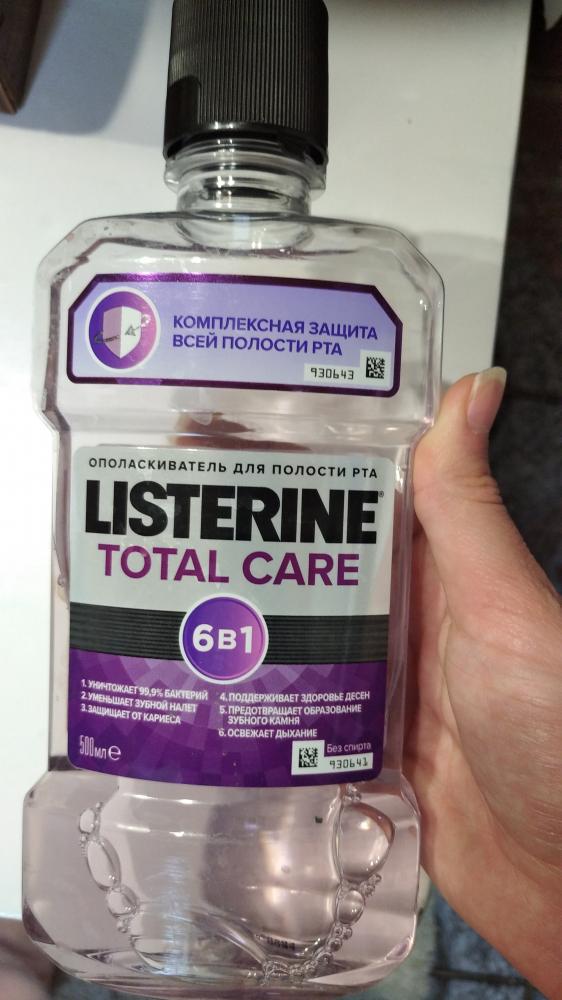 КОМПЛЕКСНАЯ ЗАЩИТА
ВСЕЙ ПОЛОСТИ РТА
930643
ОПОЛАСКИВАТЕЛЬ ДЛЯ ПОЛОСТИ РТА
LISTERINE®
TOTAL CARE
6В1
1. УНИЧТОЖАЕТ 99,9% БАКТЕРИЙ
2. УМЕНЬШАЕТ ЗУБНОЙ НАЛЕТ
3. ЗАЩИЩАЕТ ОТ КАРИЕСА
4. ПОДДЕРЖИВАЕТ ЗДОРОВЬЕ ДЕСЕН
5. ПРЕДОТВРАЩАЕТ ОБРАЗОВАНИЕ
ЗУБНОГО КАМНЯ
6. ОСВЕЖАЕТ ДЫХАНИЕ
500мл ℮
Без спирта
930641